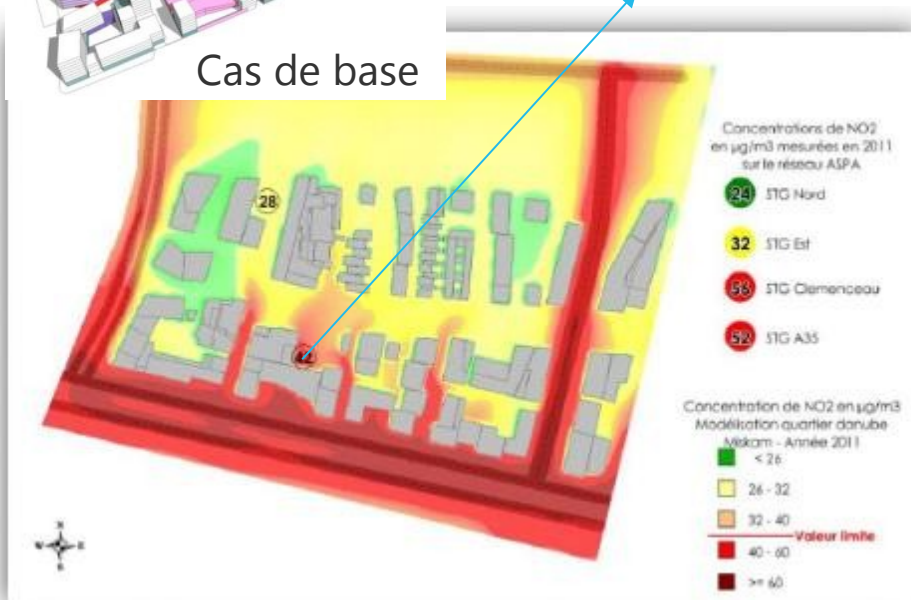 Cas de base
Concentrations de NO2
en µg/m3 mesurées en 2011
sur le réseau ASPA
24 STG Nord
32 STG Est
56 STG Clemenceau
52 STG A35
28
Concentration de NO2 en µg/m3
Modélisation quartier danube
Miskam - Année 2011
< 26
26 - 32
32 - 40
Valeur limite
40 - 60
>= 60
N
W E
S